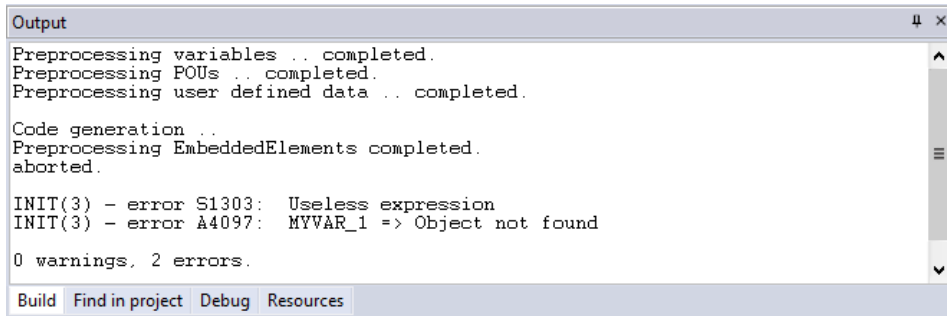 Output
Preprocessing variables .. completed.
Preprocessing POUs .. completed.
Preprocessing user defined data .. completed.
Code generation ..
Preprocessing EmbeddedElements completed.
aborted.
INIT(3) – error S1303:  Useless expression
INIT(3) – error A4097:  MYVAR_1 => Object not found
0 warnings, 2 errors.
Build Find in project Debug Resources